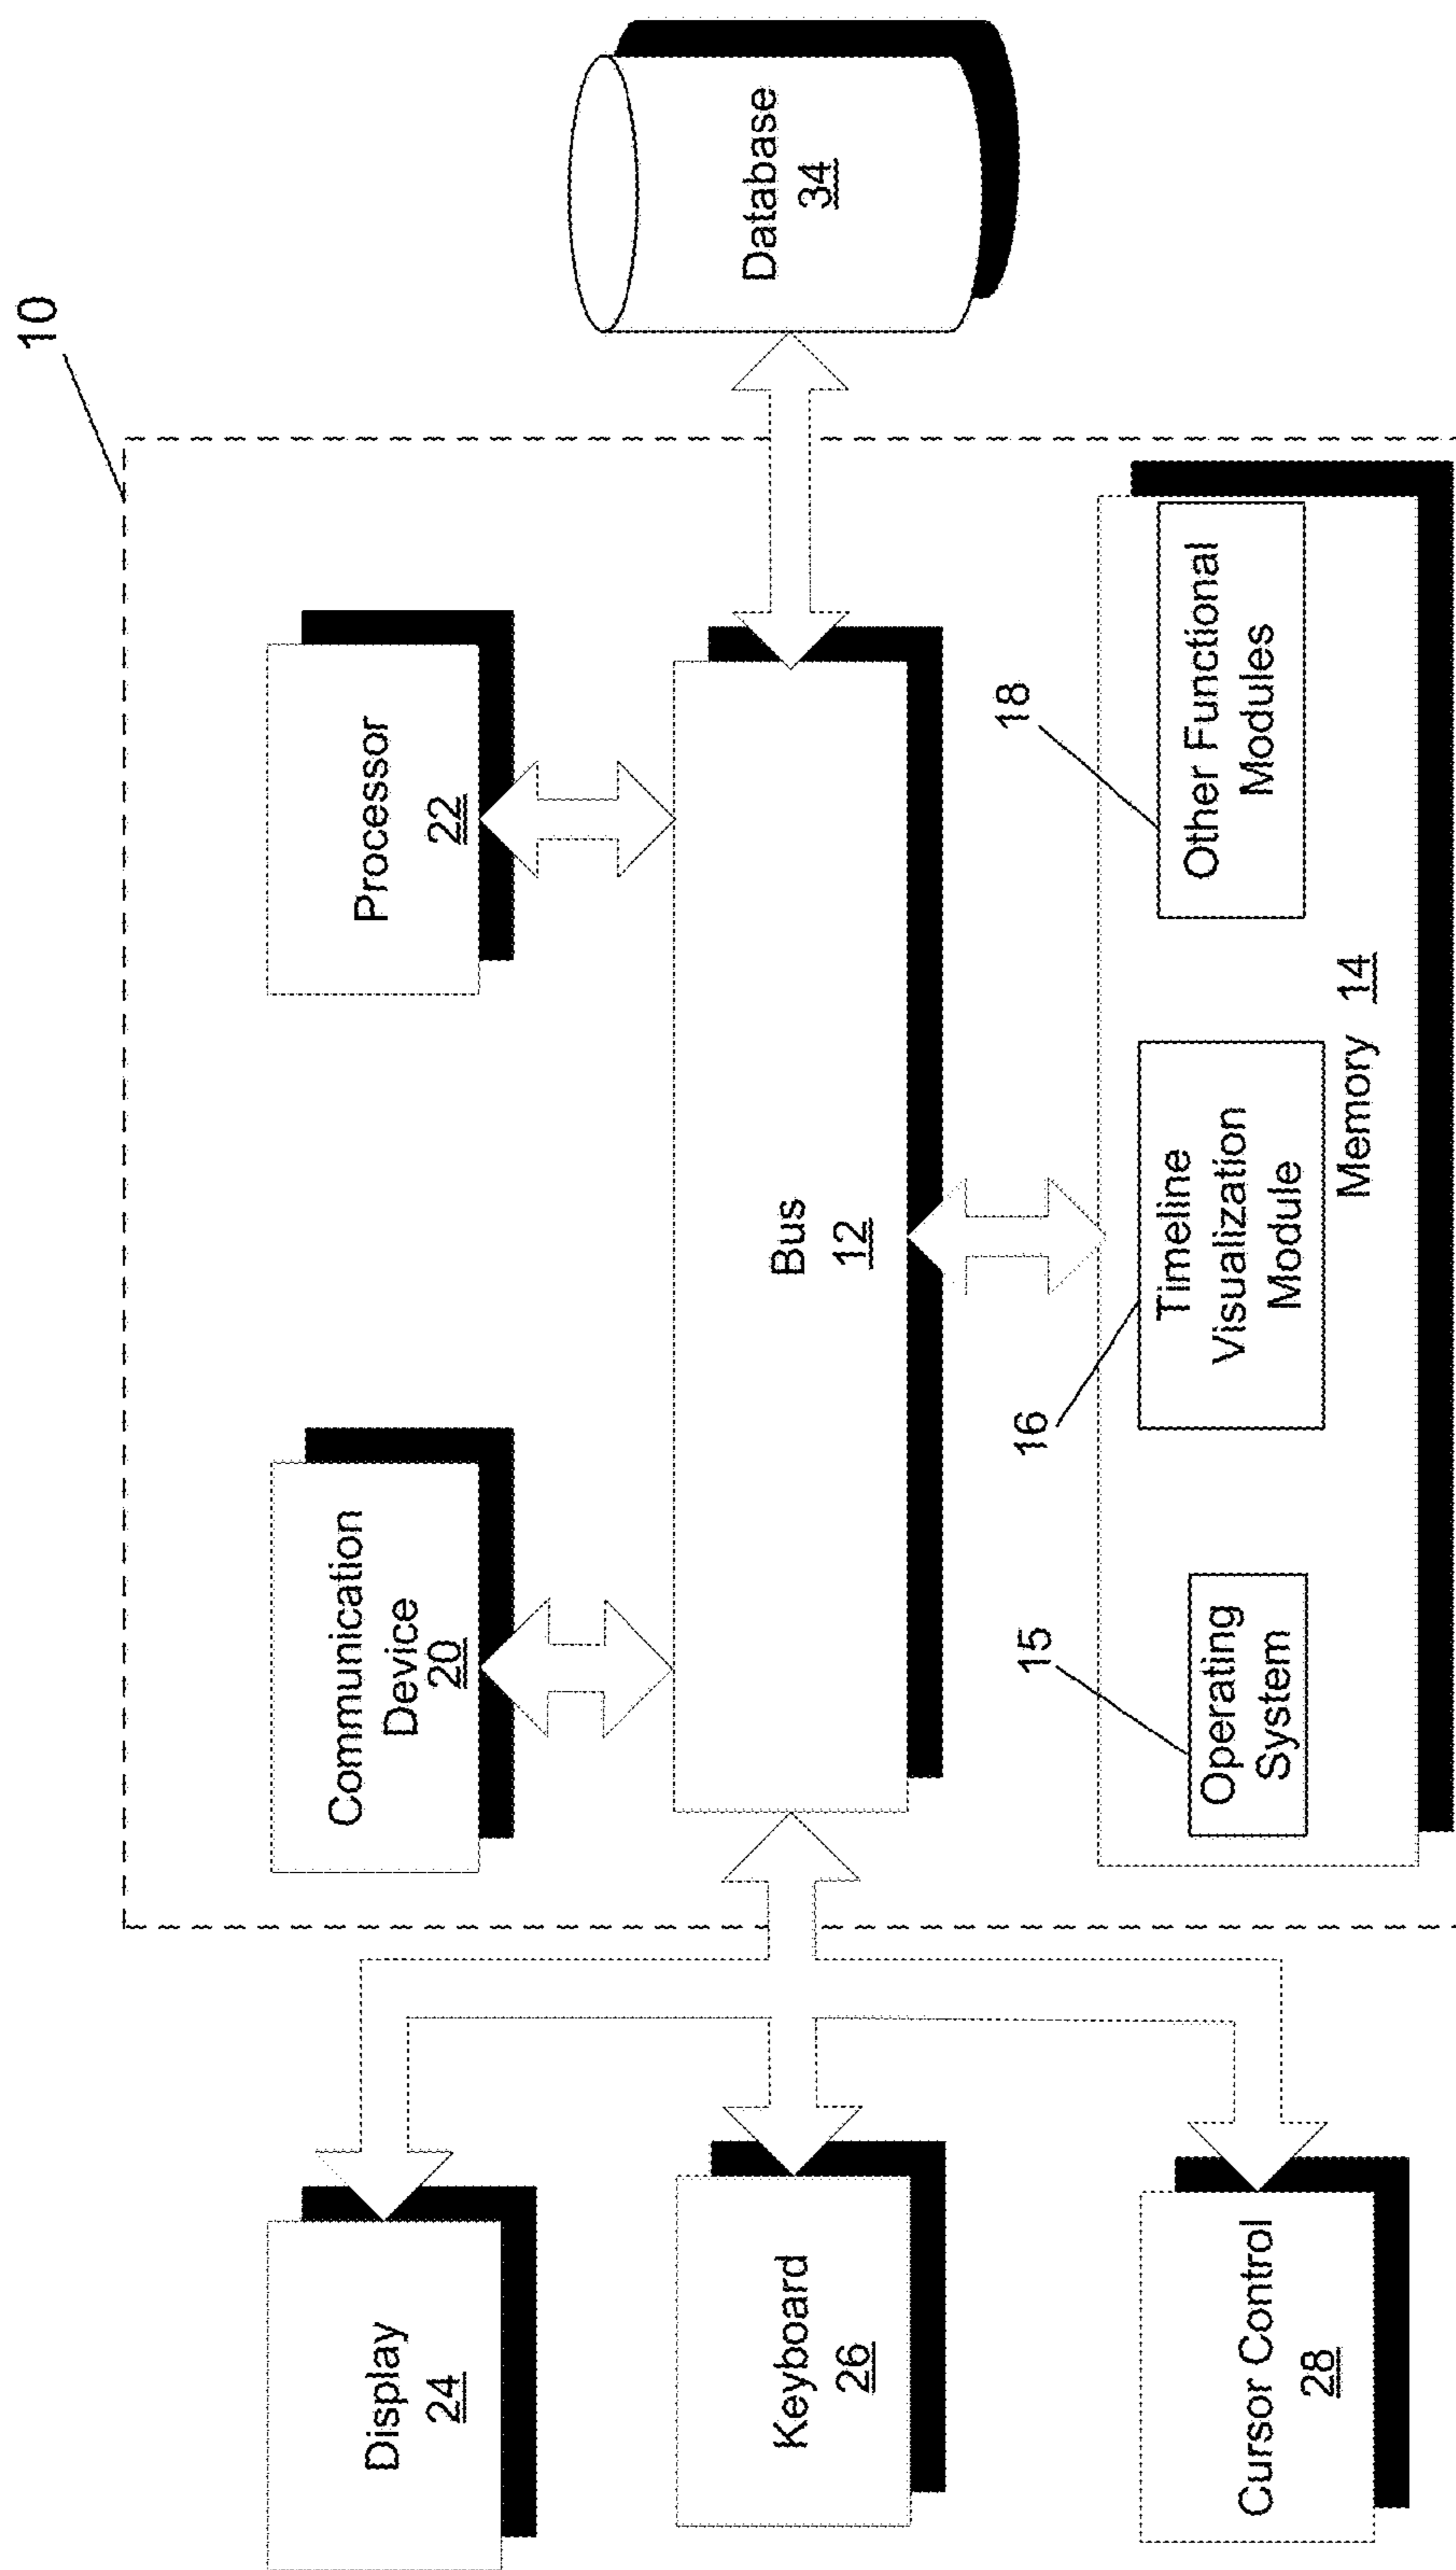 10
Display
24
Communication
Device
20
Processor
22
Keyboard
26
Bus
12
Database
34
Cursor Control
28
15
16
18
Operating
System
Timeline
Visualization
Module
Other Functional
Modules
Memory 14